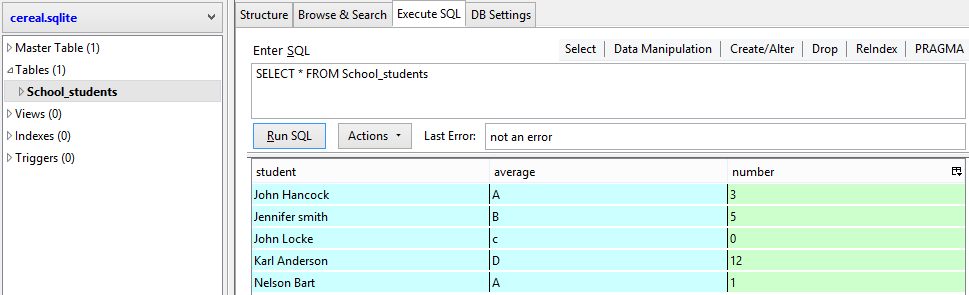 cereal.sqlite
Master Table (1)
Tables (1)
School_students
Views (0)
Indexes (0)
Triggers (0)
Structure Browse & Search Execute SQL DB Settings
Enter SQL Select Data Manipulation Create/Alter Drop ReIndex PRAGMA
SELECT * FROM School_students
Run SQL Actions Last Error: not an error
student average number
John Hancock A 3
Jennifer smith B 5
John Locke c 0
Karl Anderson D 12
Nelson Bart A 1